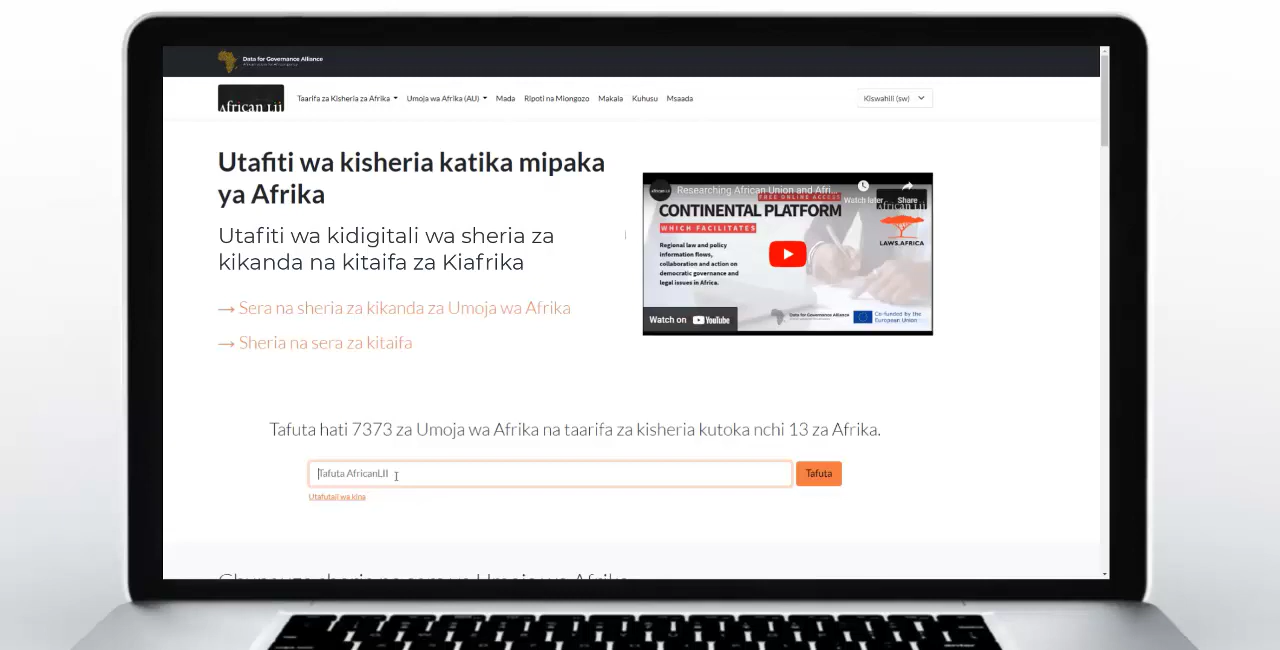 Data for Governance Alliance
African LII
Taarifa za Kisheria za Afrika
Umoja wa Afrika (AU)
Mada
Ripoti na Miongozo
Makala
Kuhusu
Msaada
Kiswahili (sw)
Utafiti wa kisheria katika mipaka
ya Afrika
Utafiti wa kidigitali wa sheria za
kikanda na kitaifa za Kiafrika
→ Sera na sheria za kikanda za Umoja wa Afrika
→ Sheria na sera za kitaifa
Researching African Union and Afri...
Watch later
Share
FREE ONLINE ACCESS
CONTINENTAL PLATFORM
WHICH FACILITATES
Regional law and policy
information flows,
collaboration and action on
democratic governance and
legal issues in Africa.
African LII
LAWS.AFRICA
Watch on YouTube
Data for Governance Alliance
Co-funded by the
European Union
Tafuta hati 7373 za Umoja wa Afrika na taarifa za kisheria kutoka nchi 13 za Afrika.
Tafuta AfricanLII
Tafuta
Utafutaji wa kina